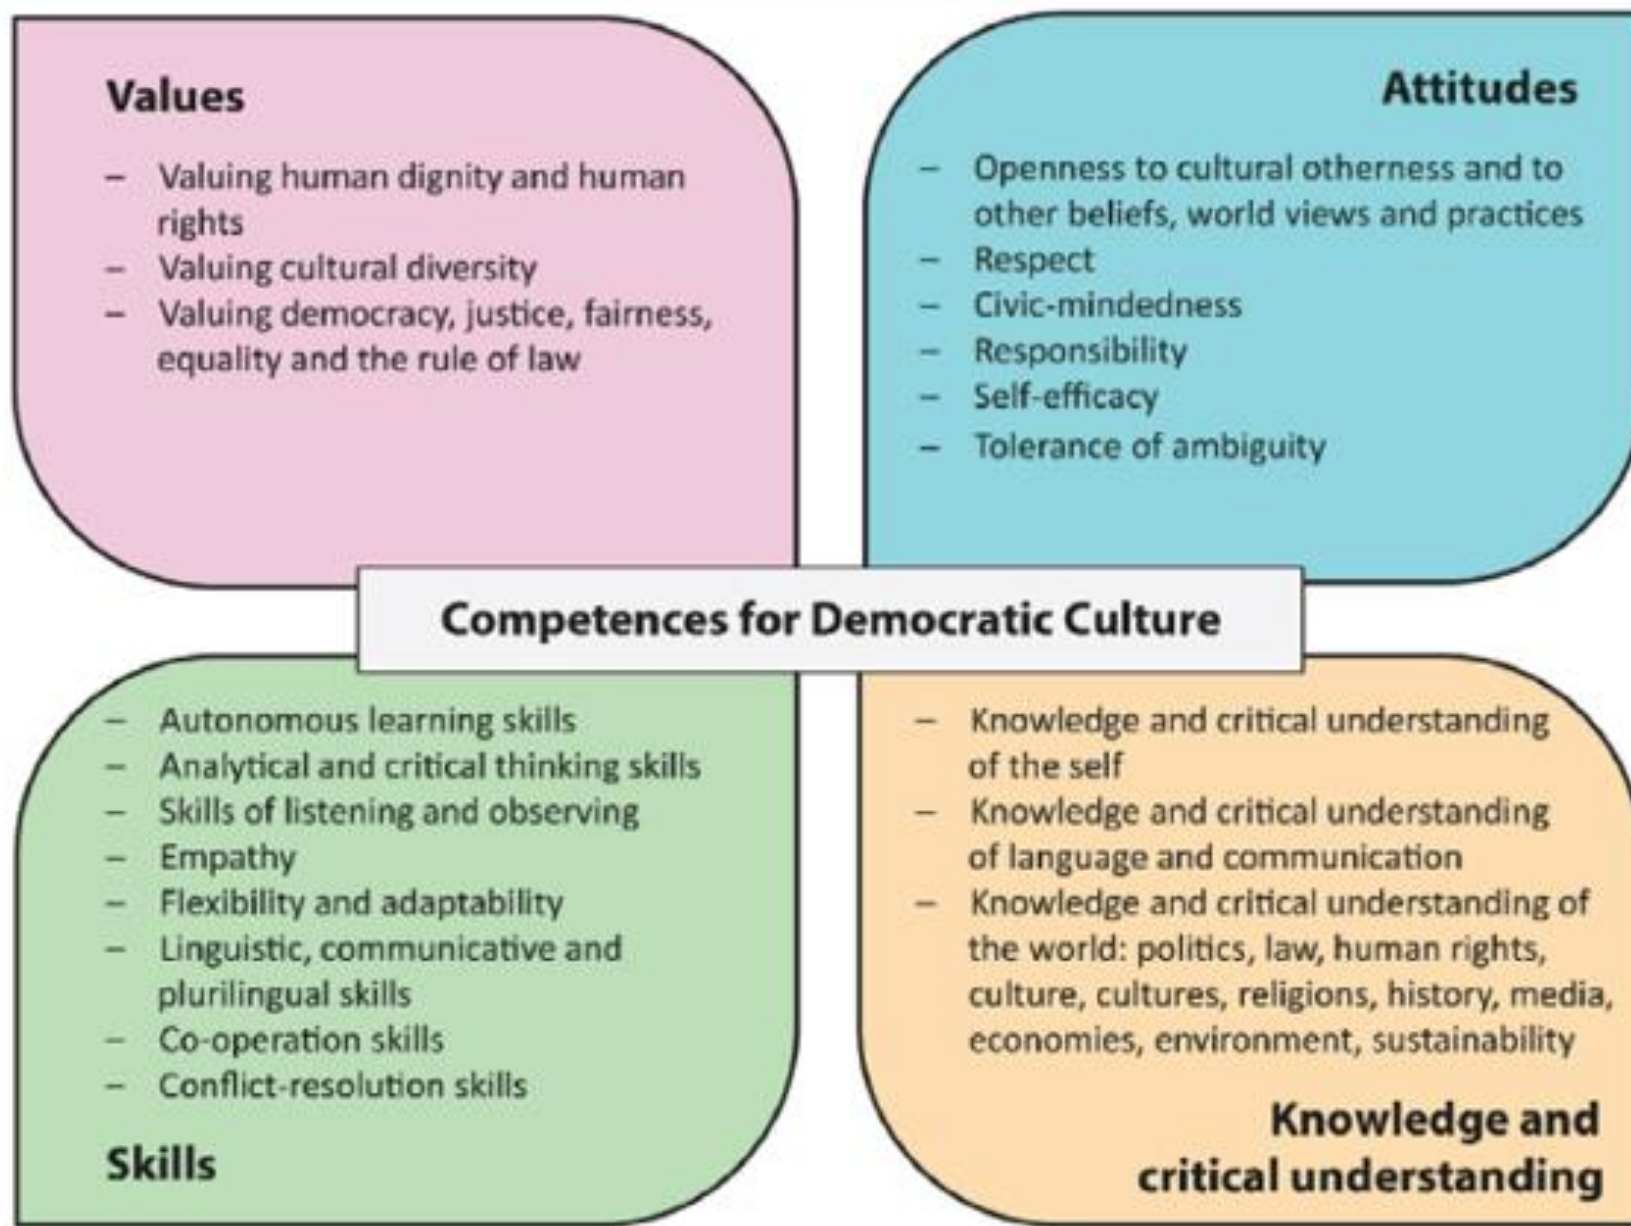 Values
– Valuing human dignity and human
rights
– Valuing cultural diversity
– Valuing democracy, justice, fairness,
equality and the rule of law
Attitudes
– Openness to cultural otherness and to
other beliefs, world views and practices
– Respect
– Civic-mindedness
– Responsibility
– Self-efficacy
– Tolerance of ambiguity
Competences for Democratic Culture
– Autonomous learning skills
– Analytical and critical thinking skills
– Skills of listening and observing
– Empathy
– Flexibility and adaptability
– Linguistic, communicative and
plurilingual skills
– Co-operation skills
– Conflict-resolution skills
Skills
– Knowledge and critical understanding
of the self
– Knowledge and critical understanding
of language and communication
– Knowledge and critical understanding of
the world: politics, law, human rights,
culture, cultures, religions, history, media,
economies, environment, sustainability
Knowledge and
critical understanding